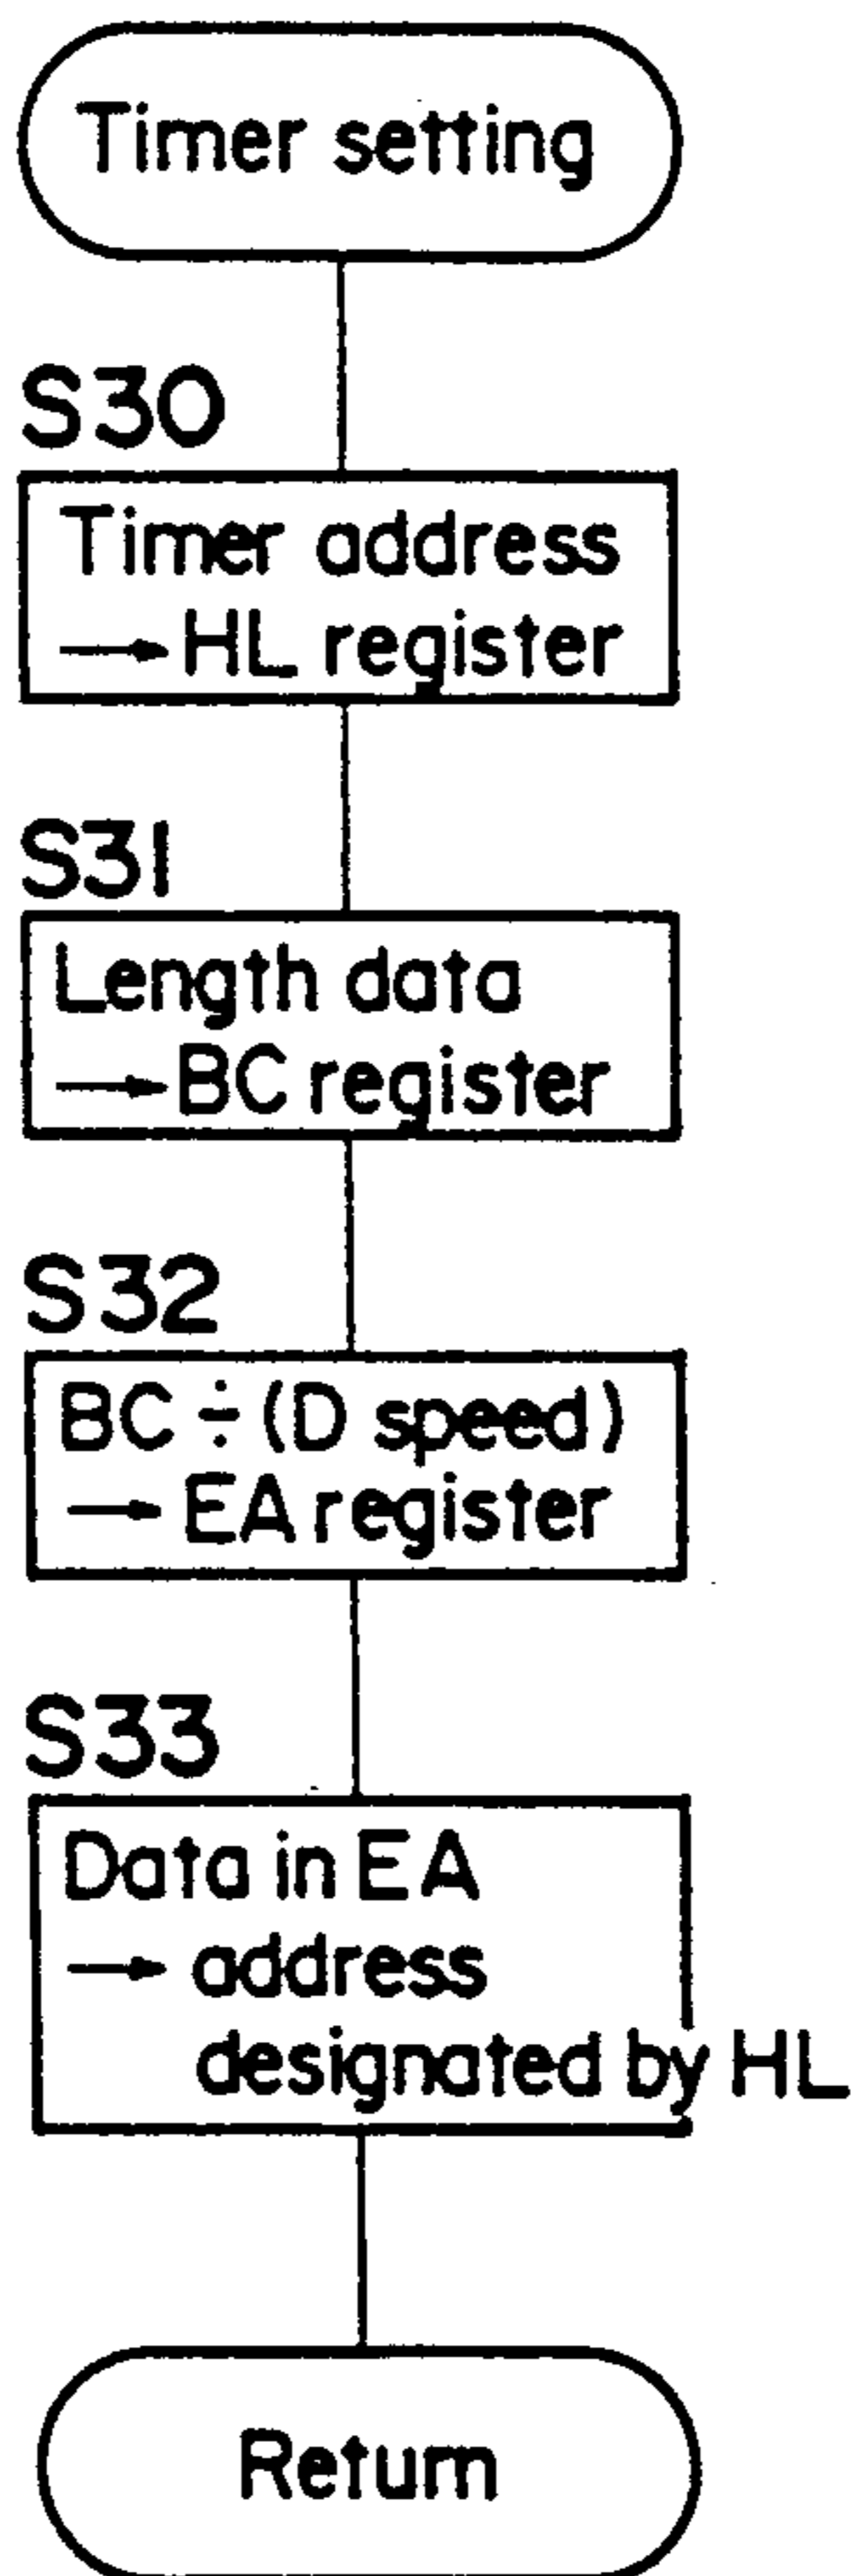 Timer setting
S30
Timer address
→ HL register
S31
Length data
→ BC register
S32
BC ÷ (D speed)
→ EA register
S33
Data in EA
→ address
designated by HL
Return